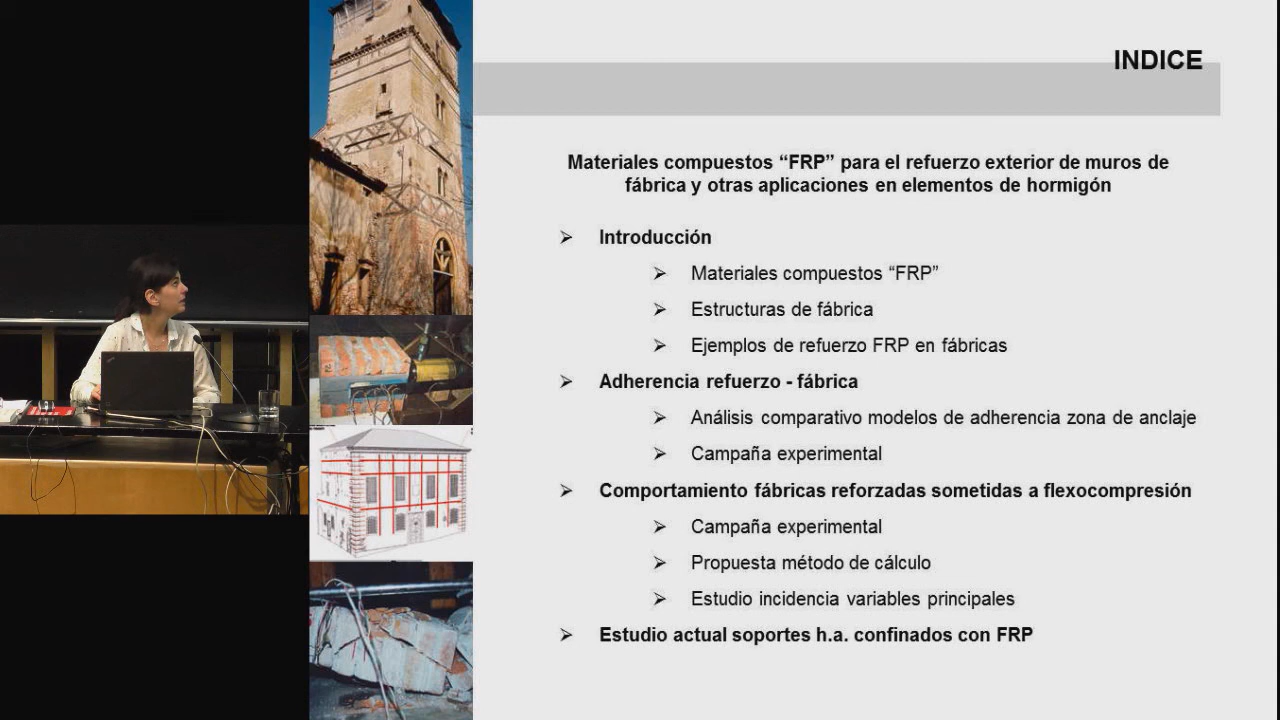 INDICE
Materiales compuestos “FRP” para el refuerzo exterior de muros de
fábrica y otras aplicaciones en elementos de hormigón
Introducción
Materiales compuestos “FRP”
Estructuras de fábrica
Ejemplos de refuerzo FRP en fábricas
Adherencia refuerzo - fábrica
Análisis comparativo modelos de adherencia zona de anclaje
Campaña experimental
Comportamiento fábricas reforzadas sometidas a flexocompresión
Campaña experimental
Propuesta método de cálculo
Estudio incidencia variables principales
Estudio actual soportes h.a. confinados con FRP